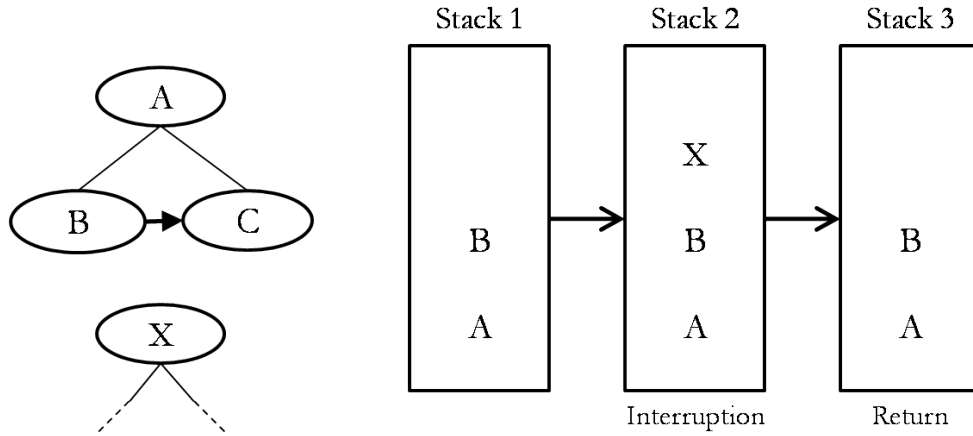 Stack 1 Stack 2 Stack 3
A
X
B C
B B B
X
A A A
Interruption Return